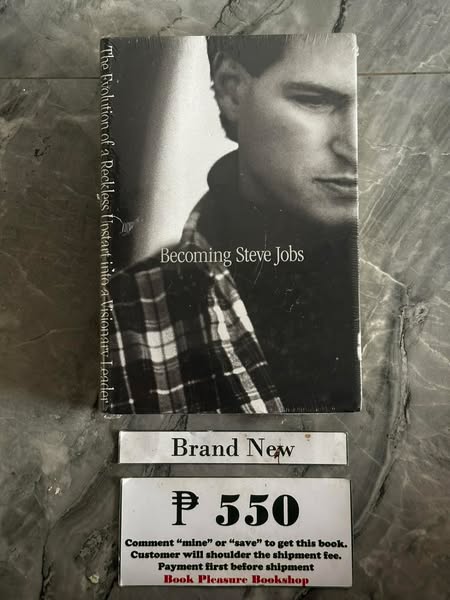 The Evolution of a Reckless Upstart into a Visionary Leader
Becoming Steve Jobs
Brand New
₱ 550
Comment “mine” or “save” to get this book.
Customer will shoulder the shipment fee.
Payment first before shipment
Book Pleasure Bookshop